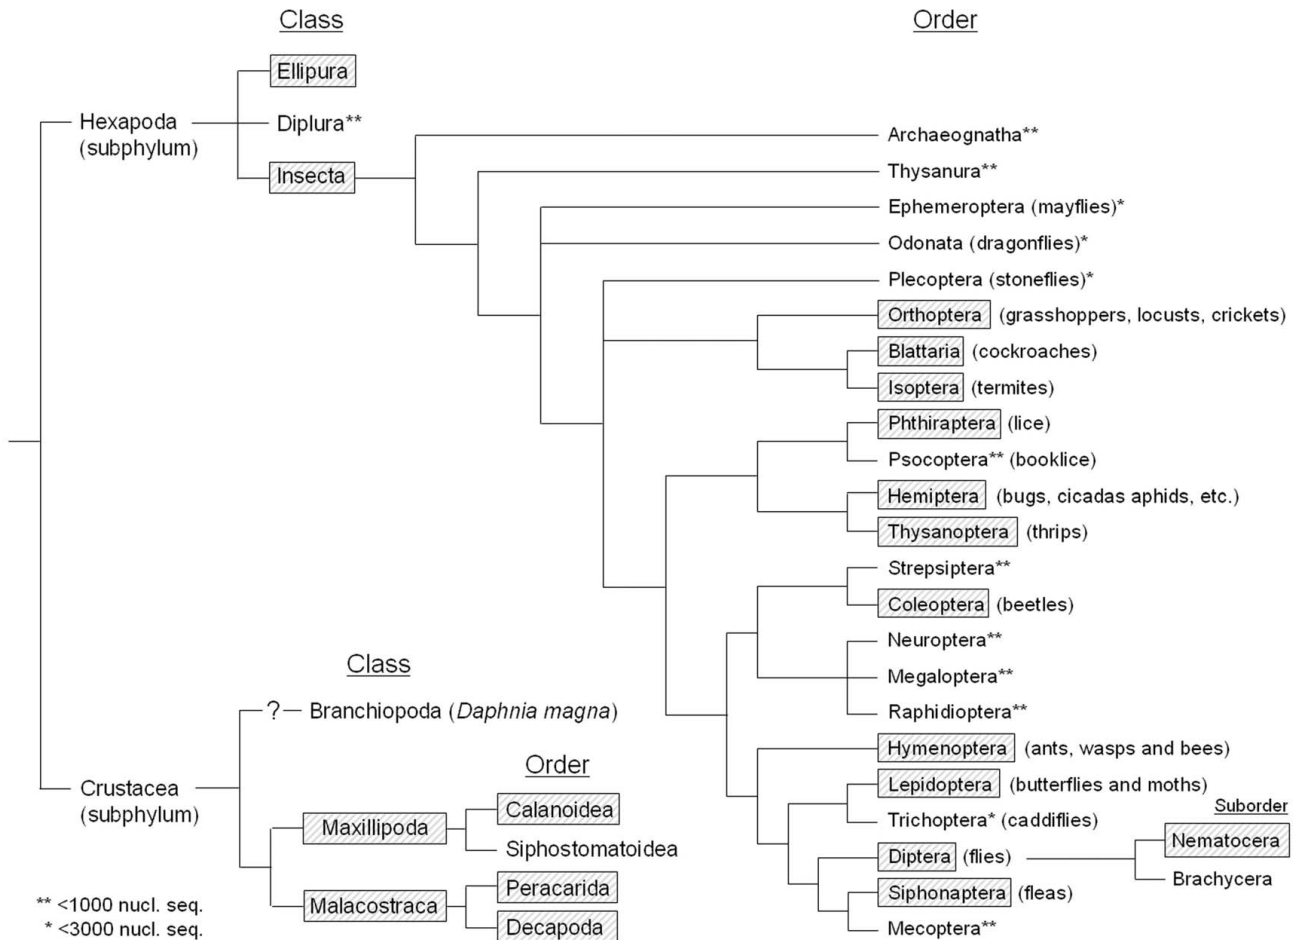 Class
Order
Ellipura
Hexapoda
(subphylum)
Diplura**
Insecta
Archaeognatha**
Thysanura**
Ephemeroptera (mayflies)*
Odonata (dragonflies)*
Plecoptera (stoneflies)*
Orthoptera (grasshoppers, locusts, crickets)
Blattaria (cockroaches)
Isoptera (termites)
Phthiraptera (lice)
Psocoptera** (booklice)
Hemiptera (bugs, cicadas aphids, etc.)
Thysanoptera (thrips)
Strepsiptera**
Coleoptera (beetles)
Neuroptera**
Megaloptera**
Raphidioptera**
Hymenoptera (ants, wasps and bees)
Lepidoptera (butterflies and moths)
Trichoptera* (caddiflies)
Diptera (flies)
Suborder
Nematocera
Brachycera
Siphonaptera (fleas)
Mecoptera**
Class
? Branchiopoda (Daphnia magna)
Crustacea
(subphylum)
Order
Maxillipoda
Calanoidea
Siphostomatoidea
Malacostraca
Peracarida
Decapoda
** <1000 nucl. seq.
* <3000 nucl. seq.